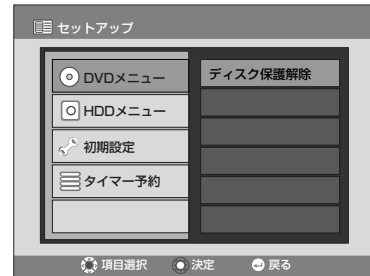 セットアップ
DVDメニュー
ディスク保護解除
HDDメニュー
初期設定
タイマー予約
項目選択 決定 戻る